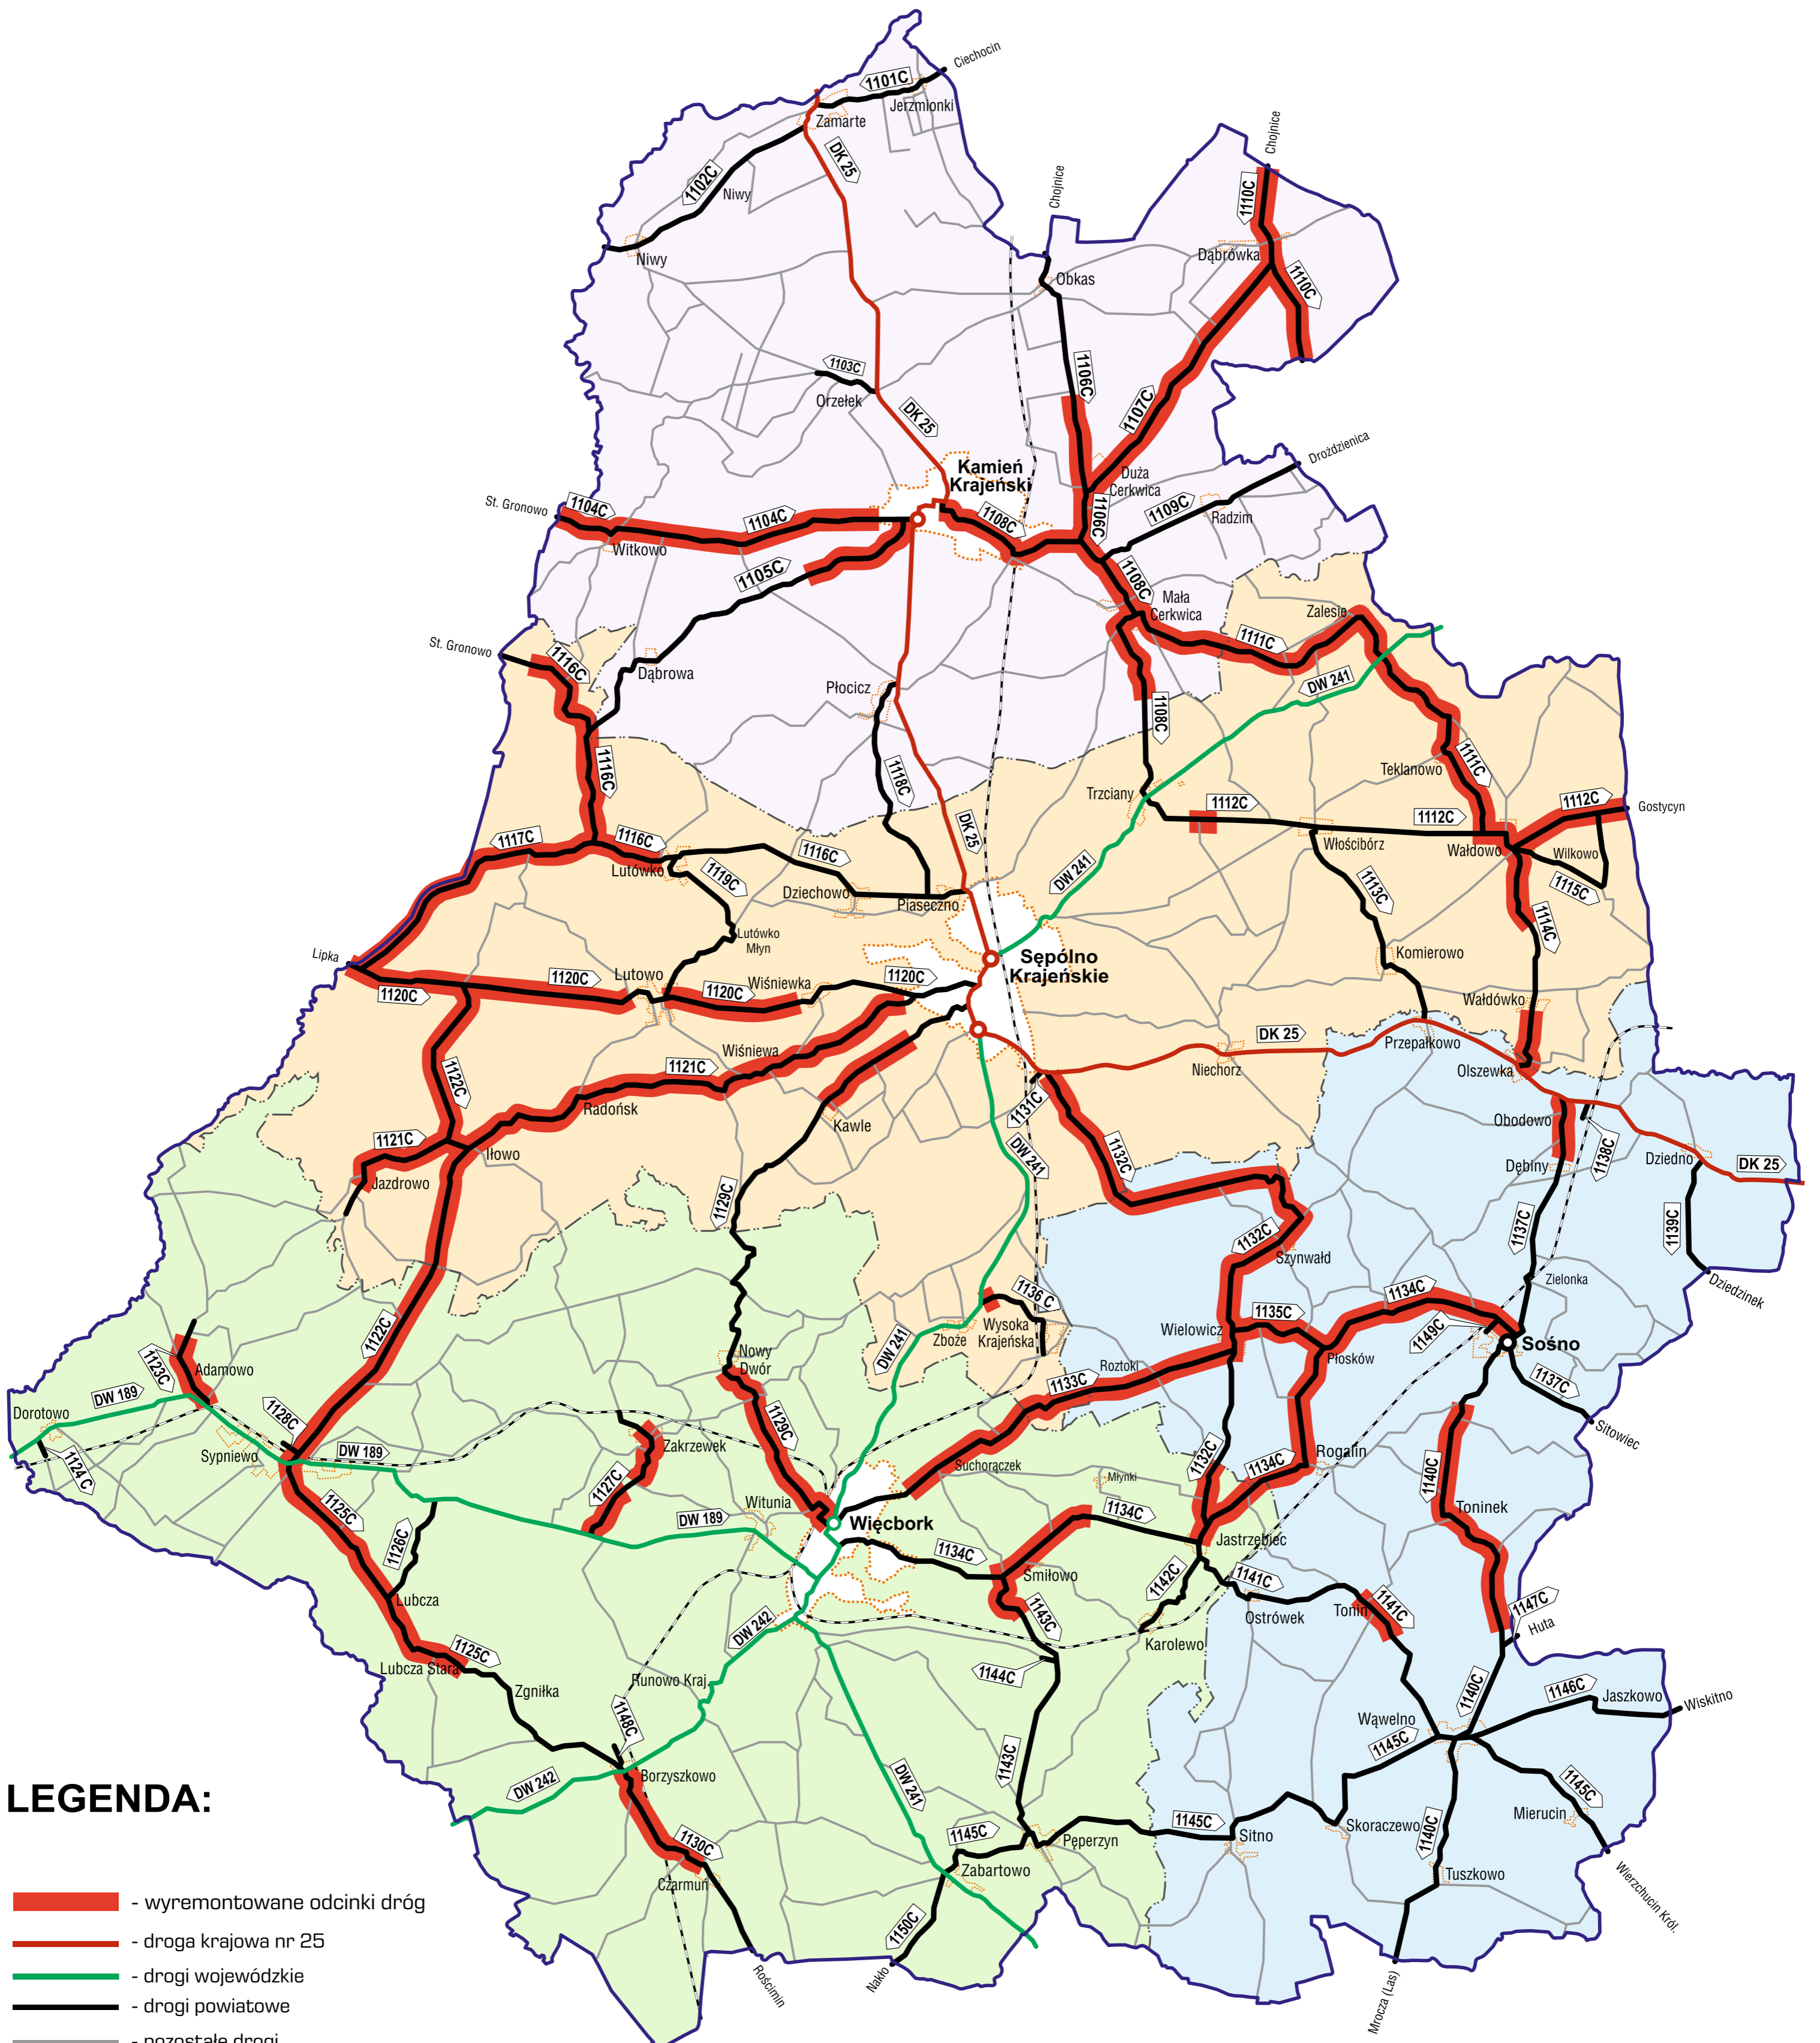 Ciechocin
1101C
Jerzmionki
Zamarte
DK 25
1102C
Niwy
Niwy
Chojnice
Chojnice
1110C
Dąbrówka
1110C
Obkas
1103C
Orzełek
1106C
1107C
DK 25
Kamień
Krajeński
Duża
Cerkwica
Drożdzienica
St. Gronowo
1104C
1104C
1108C
1106C
1109C
Radzim
Witkowo
1105C
1108C
Mała
Cerkwica
Zalesie
1111C
St. Gronowo
1116C
Dąbrowa
Płocicz
DW 241
1108C
1116C
1118C
Teklanowo
1111C
Trzciany
1112C
1112C
1112C
Gostycyn
DK 25
1117C
1116C
1116C
Lutówko
1119C
Dziechowo
Piaseczno
DW 241
Włościbórz
Wałdowo
Wilkowo
1115C
1113C
1114C
Lutówko
Młyn
Komierowo
Lipka
Sępólno
Krajeńskie
1120C
1120C
Lutowo
1120C
Wiśniewka
1120C
Wałdówko
DK 25
Przepałkowo
Niechorz
Olszewka
Wiśniewa
1121C
1122C
Radońsk
1131C
Kawle
DW 241
1132C
Obodowo
1138C
Dębiny
Dziedno
DK 25
1121C
Iłowo
Jazdrowo
1129C
1132C
Szynwałd
1137C
1139C
Zielonka
Dziedzinek
1136 C
Wysoka
Krajeńska
Zboże
1134C
1135C
Wielowicz
1149C
Sośno
Płosków
1122C
DW 241
Nowy
Dwór
Roztoki
1133C
1137C
Sitowiec
1123C
Adamowo
DW 189
Dorotowo
1128C
1124 C
Sypniewo
DW 189
1129C
Zakrzewek
1127C
Suchorączek
Młynki
1132C
1134C
Rogalin
1140C
Toninek
1125C
1126C
Witunia
DW 189
Więcbork
1134C
1134C
Jastrzębiec
Śmiłowo
1142C
1141C
Ostrówek
Tonin
1141C
1147C
Huta
Lubcza
1143C
Karolewo
DW 242
1125C
Lubcza Stara
Zgniłka
Runowo Kraj.
1144C
1148C
1140C
1146C
Jaszkowo
Wiskitno
Wąwelno
1145C
1143C
DW 242
Borzyszkowo
DW 241
1145C
Mierucin
1130C
1145C
1145C
Pęperzyn
Sitno
Skoraczewo
1140C
Tuszkowo
Wierzchucin Król.
Czarmuń
Zabartowo
1150C
Nakło
Rościmin
Mrocza (Las)
LEGENDA:
- wyremontowane odcinki dróg
- droga krajowa nr 25
- drogi wojewódzkie
- drogi powiatowe
- pozostałe drogi